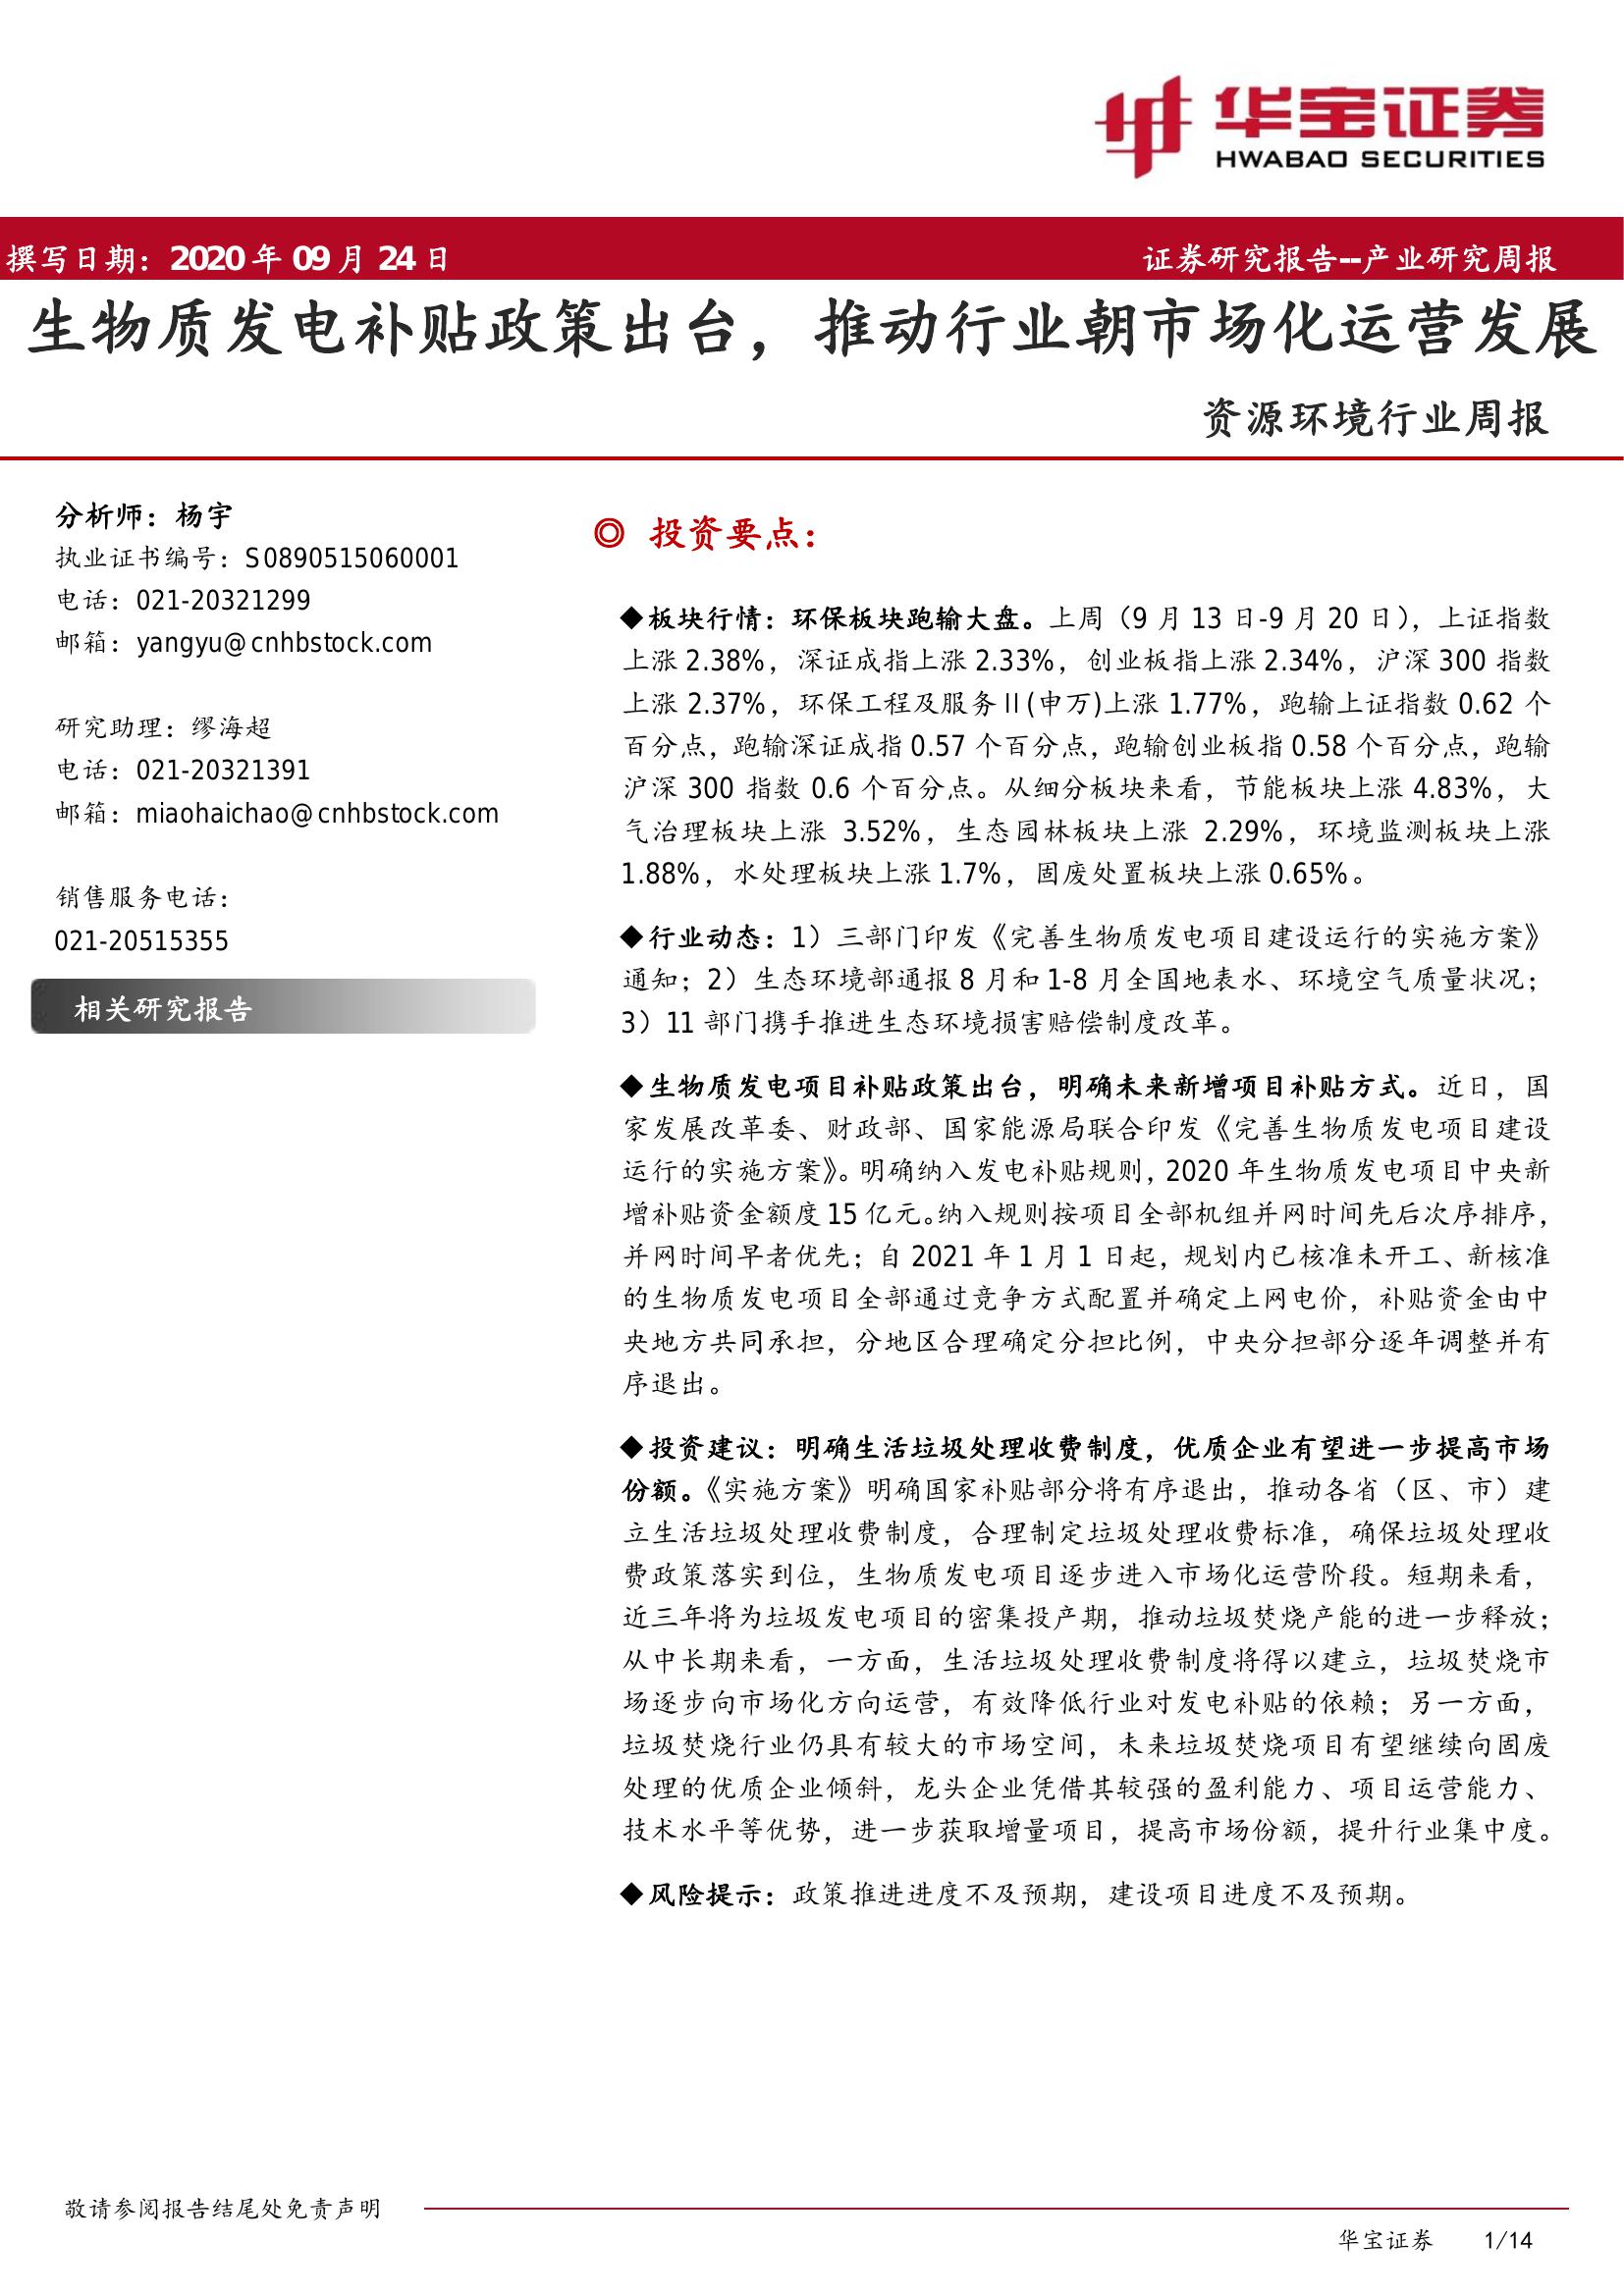 华宝证券
HWABAO SECURITIES
撰写日期：2020 年 09 月 24 日
证券研究报告--产业研究周报
生物质发电补贴政策出台，推动行业朝市场化运营发展
资源环境行业周报
分析师：杨宇
执业证书编号：S0890515060001
电话：021-20321299
邮箱：yangyu@cnhbstock.com
研究助理：缪海超
电话：021-20321391
邮箱：miaohaichao@cnhbstock.com
销售服务电话：
021-20515355
相关研究报告
◎ 投资要点：
◆板块行情：环保板块跑输大盘。上周（9 月 13 日-9 月 20 日），上证指数
上涨 2.38%，深证成指上涨 2.33%，创业板指上涨 2.34%，沪深 300 指数
上涨 2.37%，环保工程及服务Ⅱ(申万)上涨 1.77%，跑输上证指数 0.62 个
百分点，跑输深证成指 0.57 个百分点，跑输创业板指 0.58 个百分点，跑输
沪深 300 指数 0.6 个百分点。从细分板块来看，节能板块上涨 4.83%，大
气治理板块上涨 3.52%，生态园林板块上涨 2.29%，环境监测板块上涨
1.88%，水处理板块上涨 1.7%，固废处置板块上涨 0.65%。
◆行业动态：1）三部门印发《完善生物质发电项目建设运行的实施方案》
通知；2）生态环境部通报 8 月和 1-8 月全国地表水、环境空气质量状况；
3）11 部门携手推进生态环境损害赔偿制度改革。
◆生物质发电项目补贴政策出台，明确未来新增项目补贴方式。近日，国
家发展改革委、财政部、国家能源局联合印发《完善生物质发电项目建设
运行的实施方案》。明确纳入发电补贴规则，2020 年生物质发电项目中央新
增补贴资金额度 15 亿元。纳入规则按项目全部机组并网时间先后次序排序，
并网时间早者优先；自 2021 年 1 月 1 日起，规划内已核准未开工、新核准
的生物质发电项目全部通过竞争方式配置并确定上网电价，补贴资金由中
央地方共同承担，分地区合理确定分担比例，中央分担部分逐年调整并有
序退出。
◆投资建议：明确生活垃圾处理收费制度，优质企业有望进一步提高市场
份额。《实施方案》明确国家补贴部分将有序退出，推动各省（区、市）建
立生活垃圾处理收费制度，合理制定垃圾处理收费标准，确保垃圾处理收
费政策落实到位，生物质发电项目逐步进入市场化运营阶段。短期来看，
近三年将为垃圾发电项目的密集投产期，推动垃圾焚烧产能的进一步释放；
从中长期来看，一方面，生活垃圾处理收费制度将得以建立，垃圾焚烧市
场逐步向市场化方向运营，有效降低行业对发电补贴的依赖；另一方面，
垃圾焚烧行业仍具有较大的市场空间，未来垃圾焚烧项目有望继续向固废
处理的优质企业倾斜，龙头企业凭借其较强的盈利能力、项目运营能力、
技术水平等优势，进一步获取增量项目，提高市场份额，提升行业集中度。
◆风险提示：政策推进进度不及预期，建设项目进度不及预期。
敬请参阅报告结尾处免责声明
华宝证券 1/14